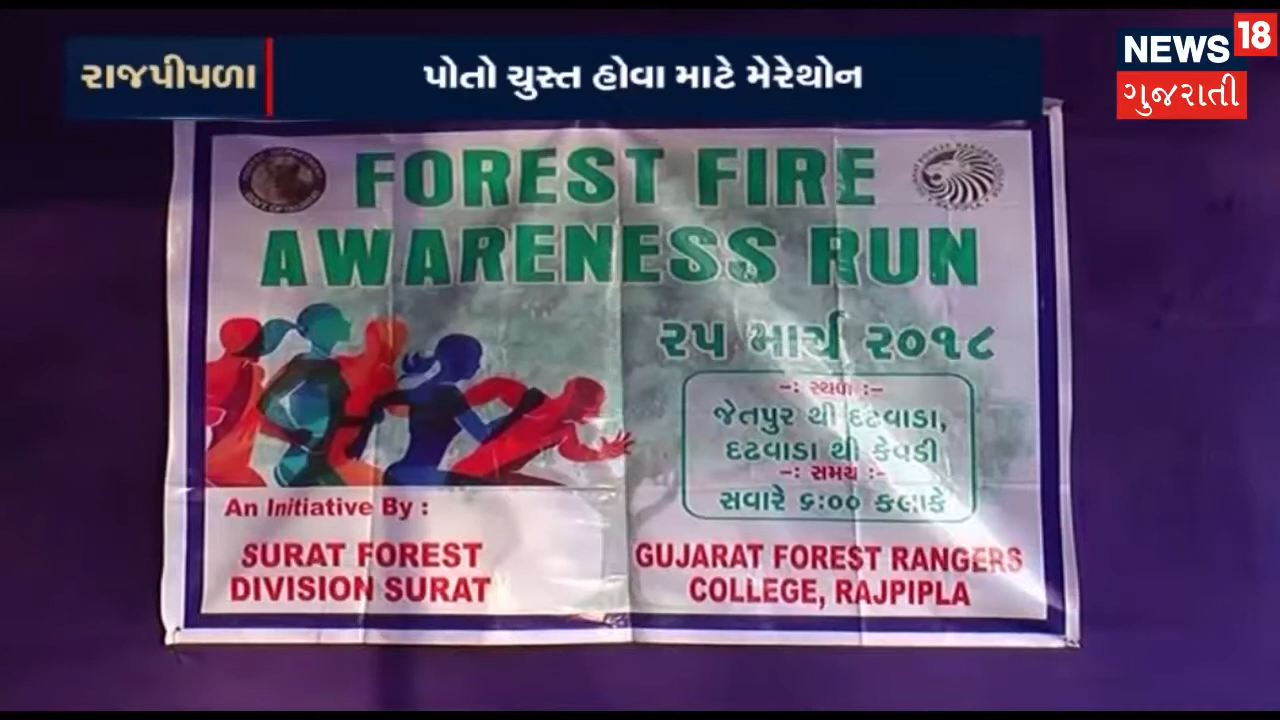 રાજપીપળા
પોતો ચુસ્ત હોવા માટે મેરેથોન
NEWS 18
ગુજરાતી
FOREST FIRE
AWARENESS RUN
૨૫ માર્ચ ૨૦૧૮
-: સ્થળ :-
જેતપુર થી દઢવાડા,
દઢવાડા થી કેવડી
-: સમય :-
સવારે ૬:૦૦ કલાકે
An Initiative By :
SURAT FOREST
DIVISION SURAT
GUJARAT FOREST RANGERS
COLLEGE, RAJPIPLA